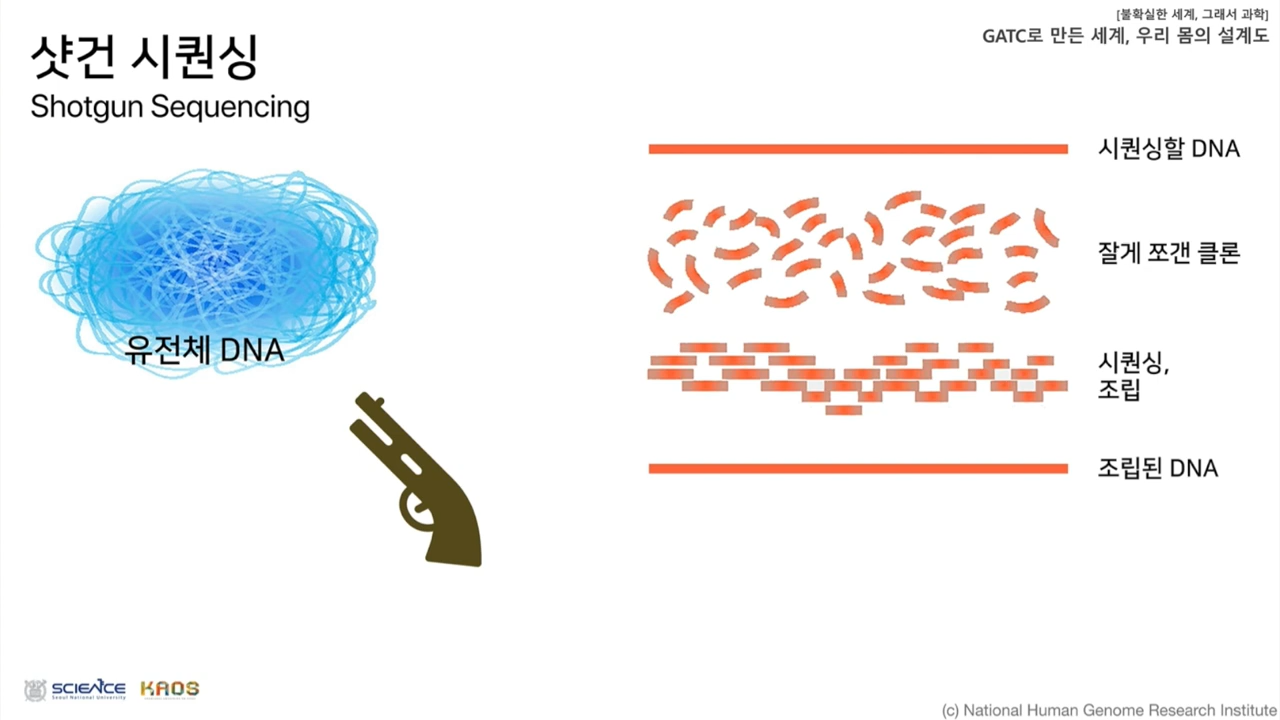 [불확실한 세계, 그래서 과학]
GATC로 만든 세계, 우리 몸의 설계도
샷건 시퀀싱
Shotgun Sequencing
유전체 DNA
시퀀싱할 DNA
잘게 쪼갠 클론
시퀀싱,
조립
조립된 DNA
SCIENCE
Seoul National University
KAOS
(c) National Human Genome Research Institute